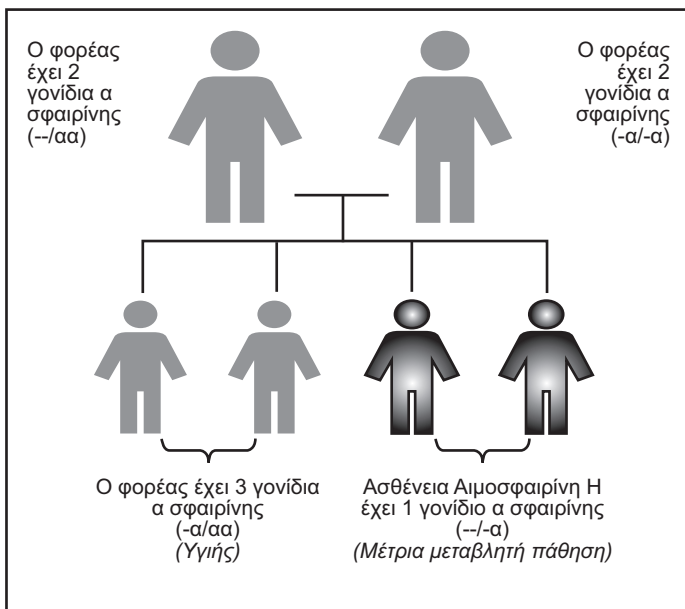 Ο φορέας
έχει 2
γονίδια α
σφαιρίνης
(--/αα)
Ο φορέας
έχει 2
γονίδια α
σφαιρίνης
(-α/-α)
Ο φορέας έχει 3 γονίδια
α σφαιρίνης
(-α/αα)
(Υγιής)
Ασθένεια Αιμοσφαιρίνη Η
έχει 1 γονίδιο α σφαιρίνης
(--/-α)
(Μέτρια μεταβλητή πάθηση)